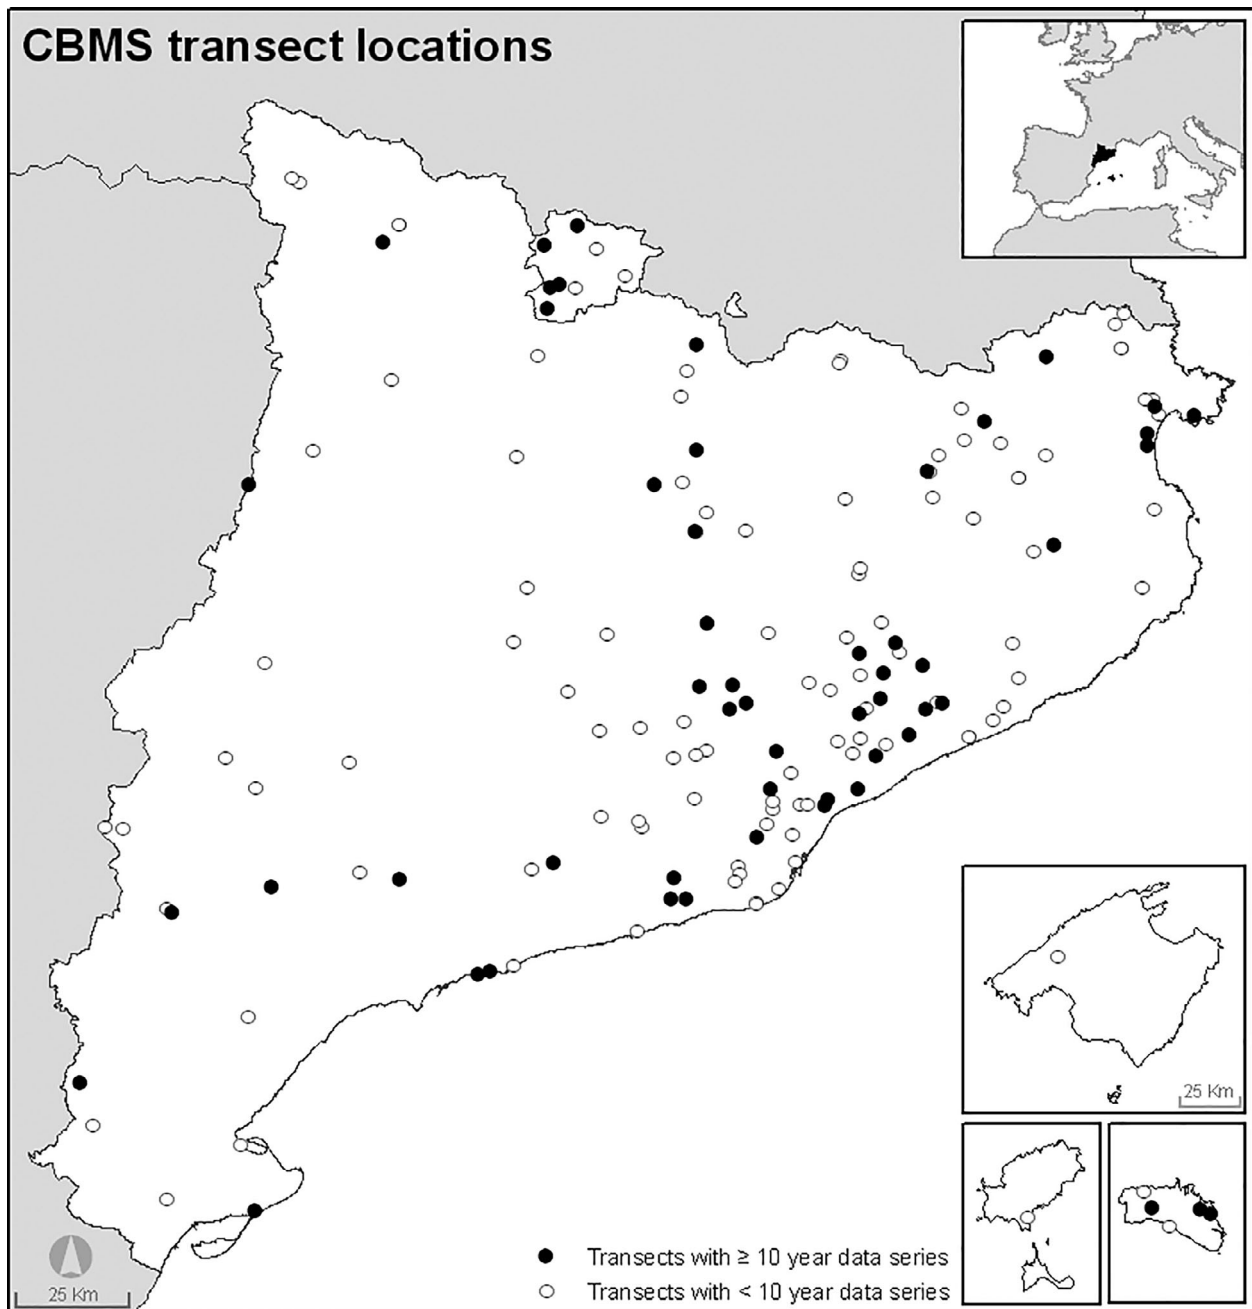 CBMS transect locations
25 Km
Transects with ≥ 10 year data series
Transects with < 10 year data series
25 Km